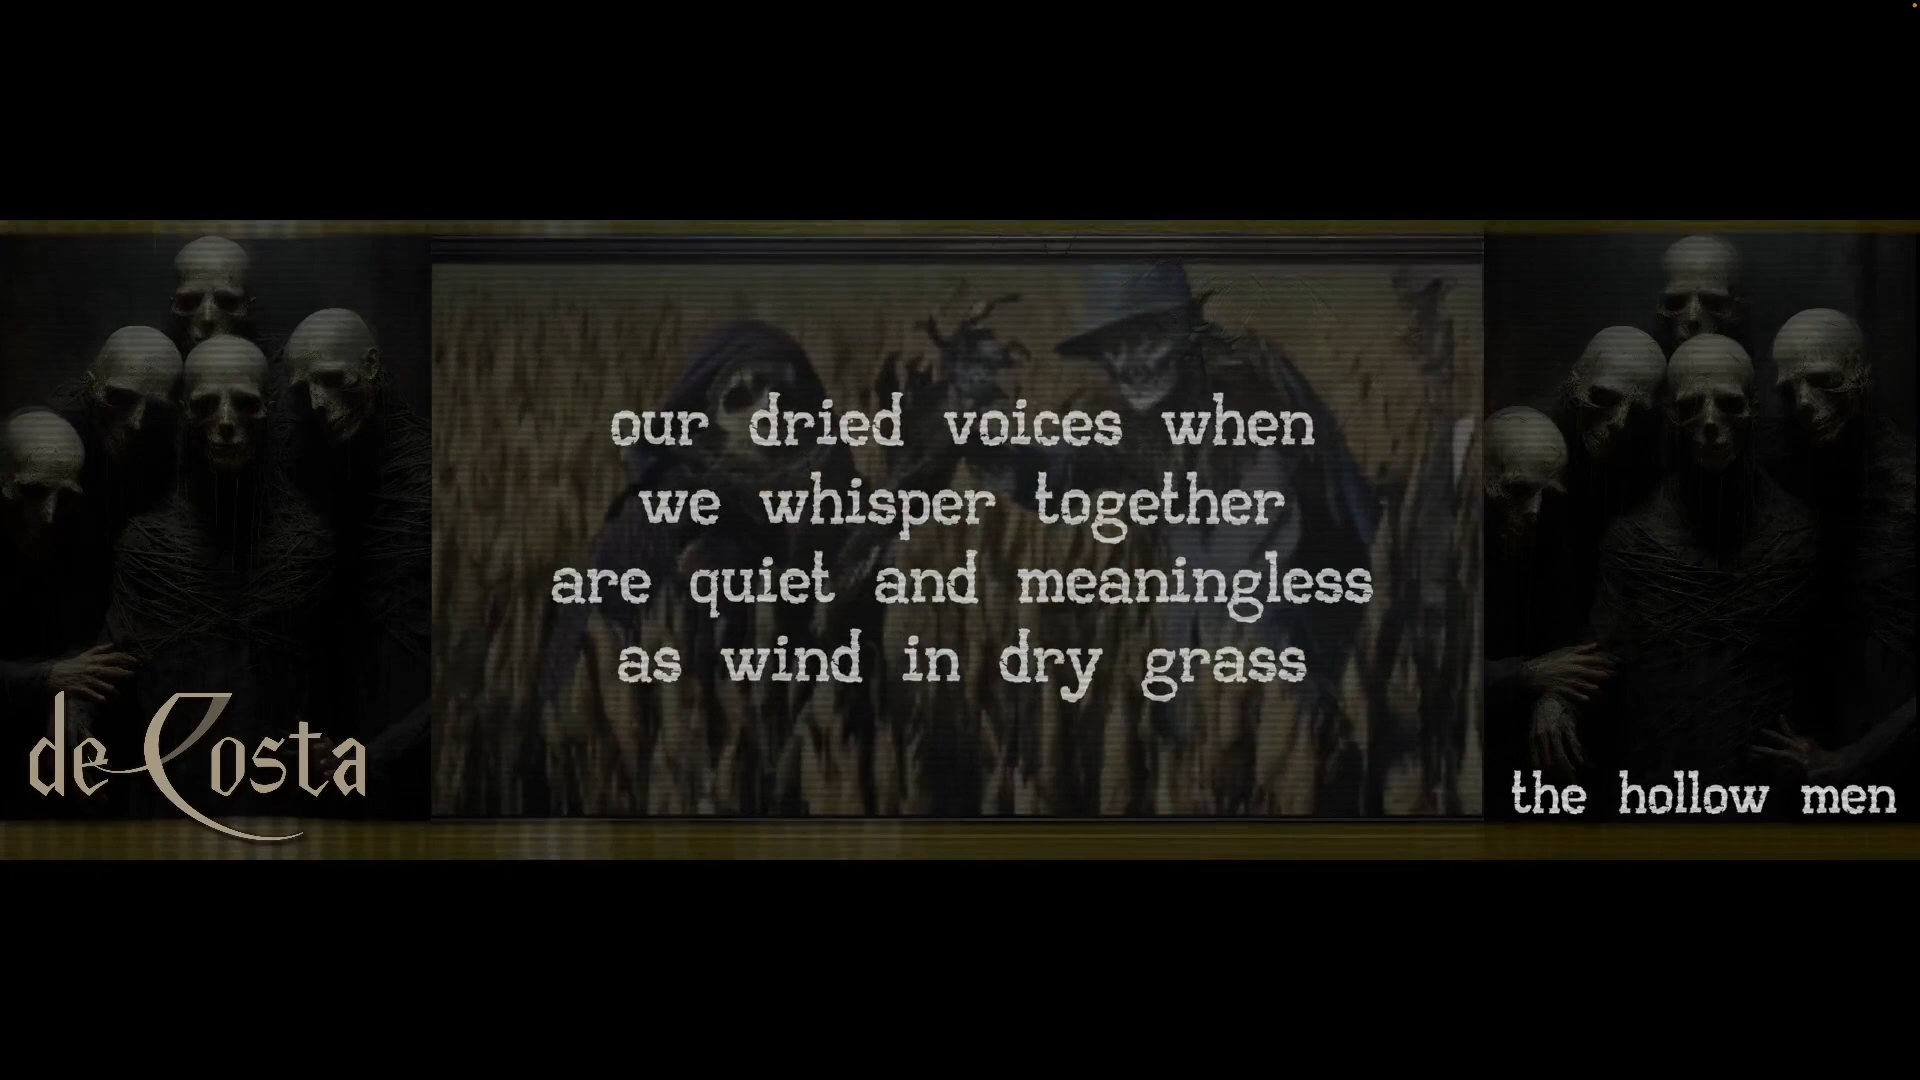 our dried voices when
we whisper together
are quiet and meaningless
as wind in dry grass
de Costa
the hollow men